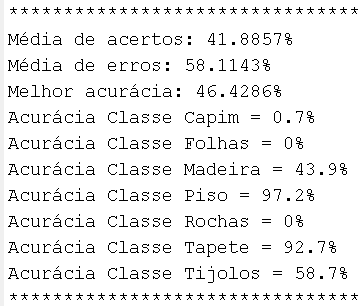 ********************************
Média de acertos: 41.8857%
Média de erros: 58.1143%
Melhor acurácia: 46.4286%
Acurácia Classe Capim = 0.7%
Acurácia Classe Folhas = 0%
Acurácia Classe Madeira = 43.9%
Acurácia Classe Piso = 97.2%
Acurácia Classe Rochas = 0%
Acurácia Classe Tapete = 92.7%
Acurácia Classe Tijolos = 58.7%
********************************